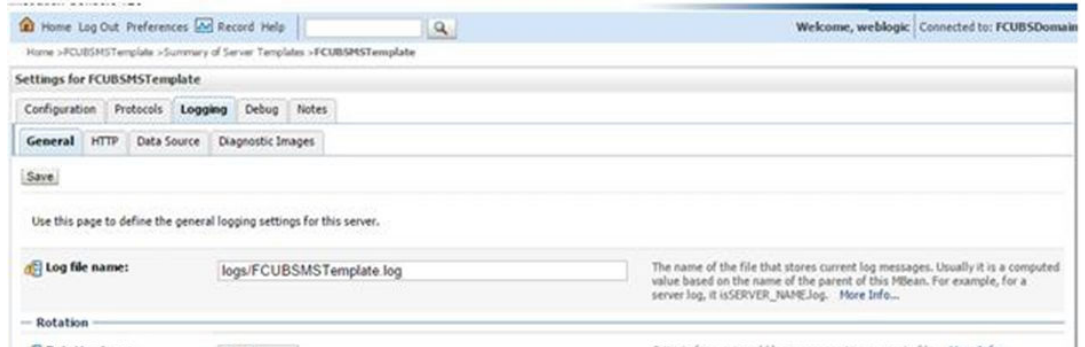 Home Log Out Preferences Record Help
Welcome, weblogic Connected to: FCUBSDomain
Home >FCUBSMSTemplate >Summary of Server Templates >FCUBSMSTemplate
Settings for FCUBSMSTemplate
Configuration Protocols Logging Debug Notes
General HTTP Data Source Diagnostic Images
Save
Use this page to define the general logging settings for this server.
Log file name:
logs/FCUBSMSTemplate.log
The name of the file that stores current log messages. Usually it is a computed
value based on the name of the parent of this MBean. For example, for a
server log, it isSERVER_NAME.log. More Info...
Rotation